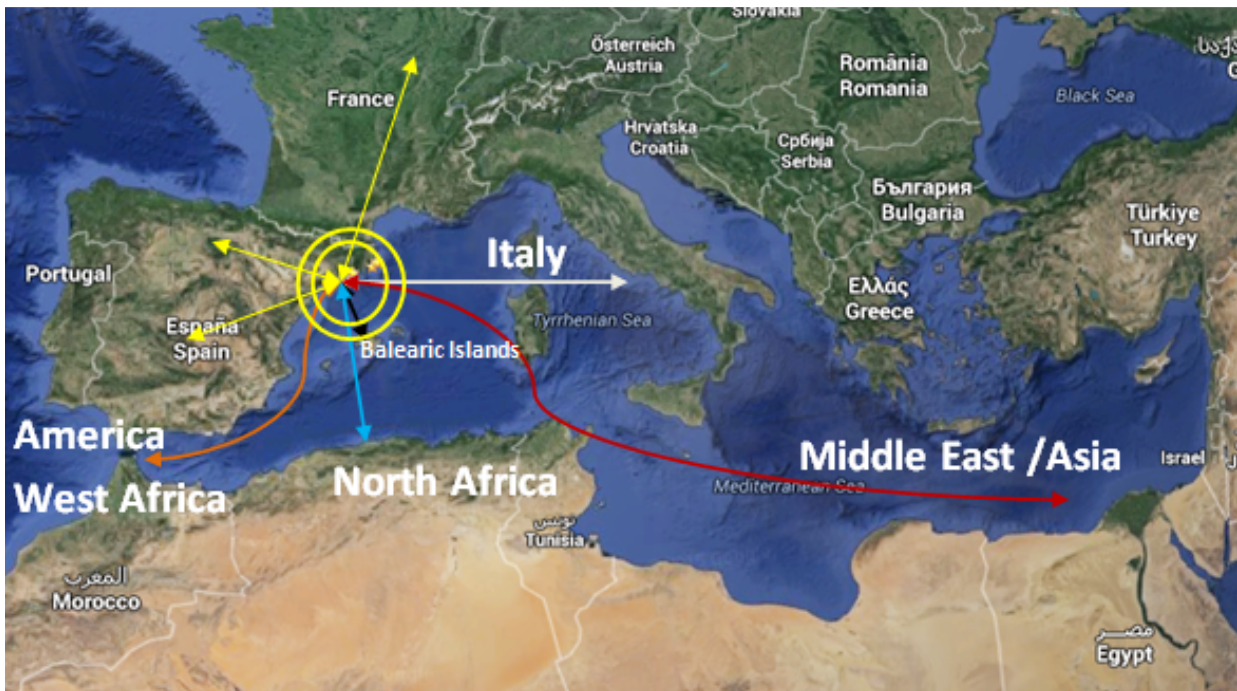 Slovakia
Österreich
Austria
România
Romania
France
Black Sea
Hrvatska
Croatia
Србија
Serbia
България
Bulgaria
Türkiye
Turkey
Portugal
Italy
Ελλάς
Greece
España
Spain
Tyrrhenian Sea
Balearic Islands
America
West Africa
North Africa
Middle East /Asia
Mediterranean Sea
Israel
تونس
Tunisia
المغرب
Morocco
مصر
Egypt